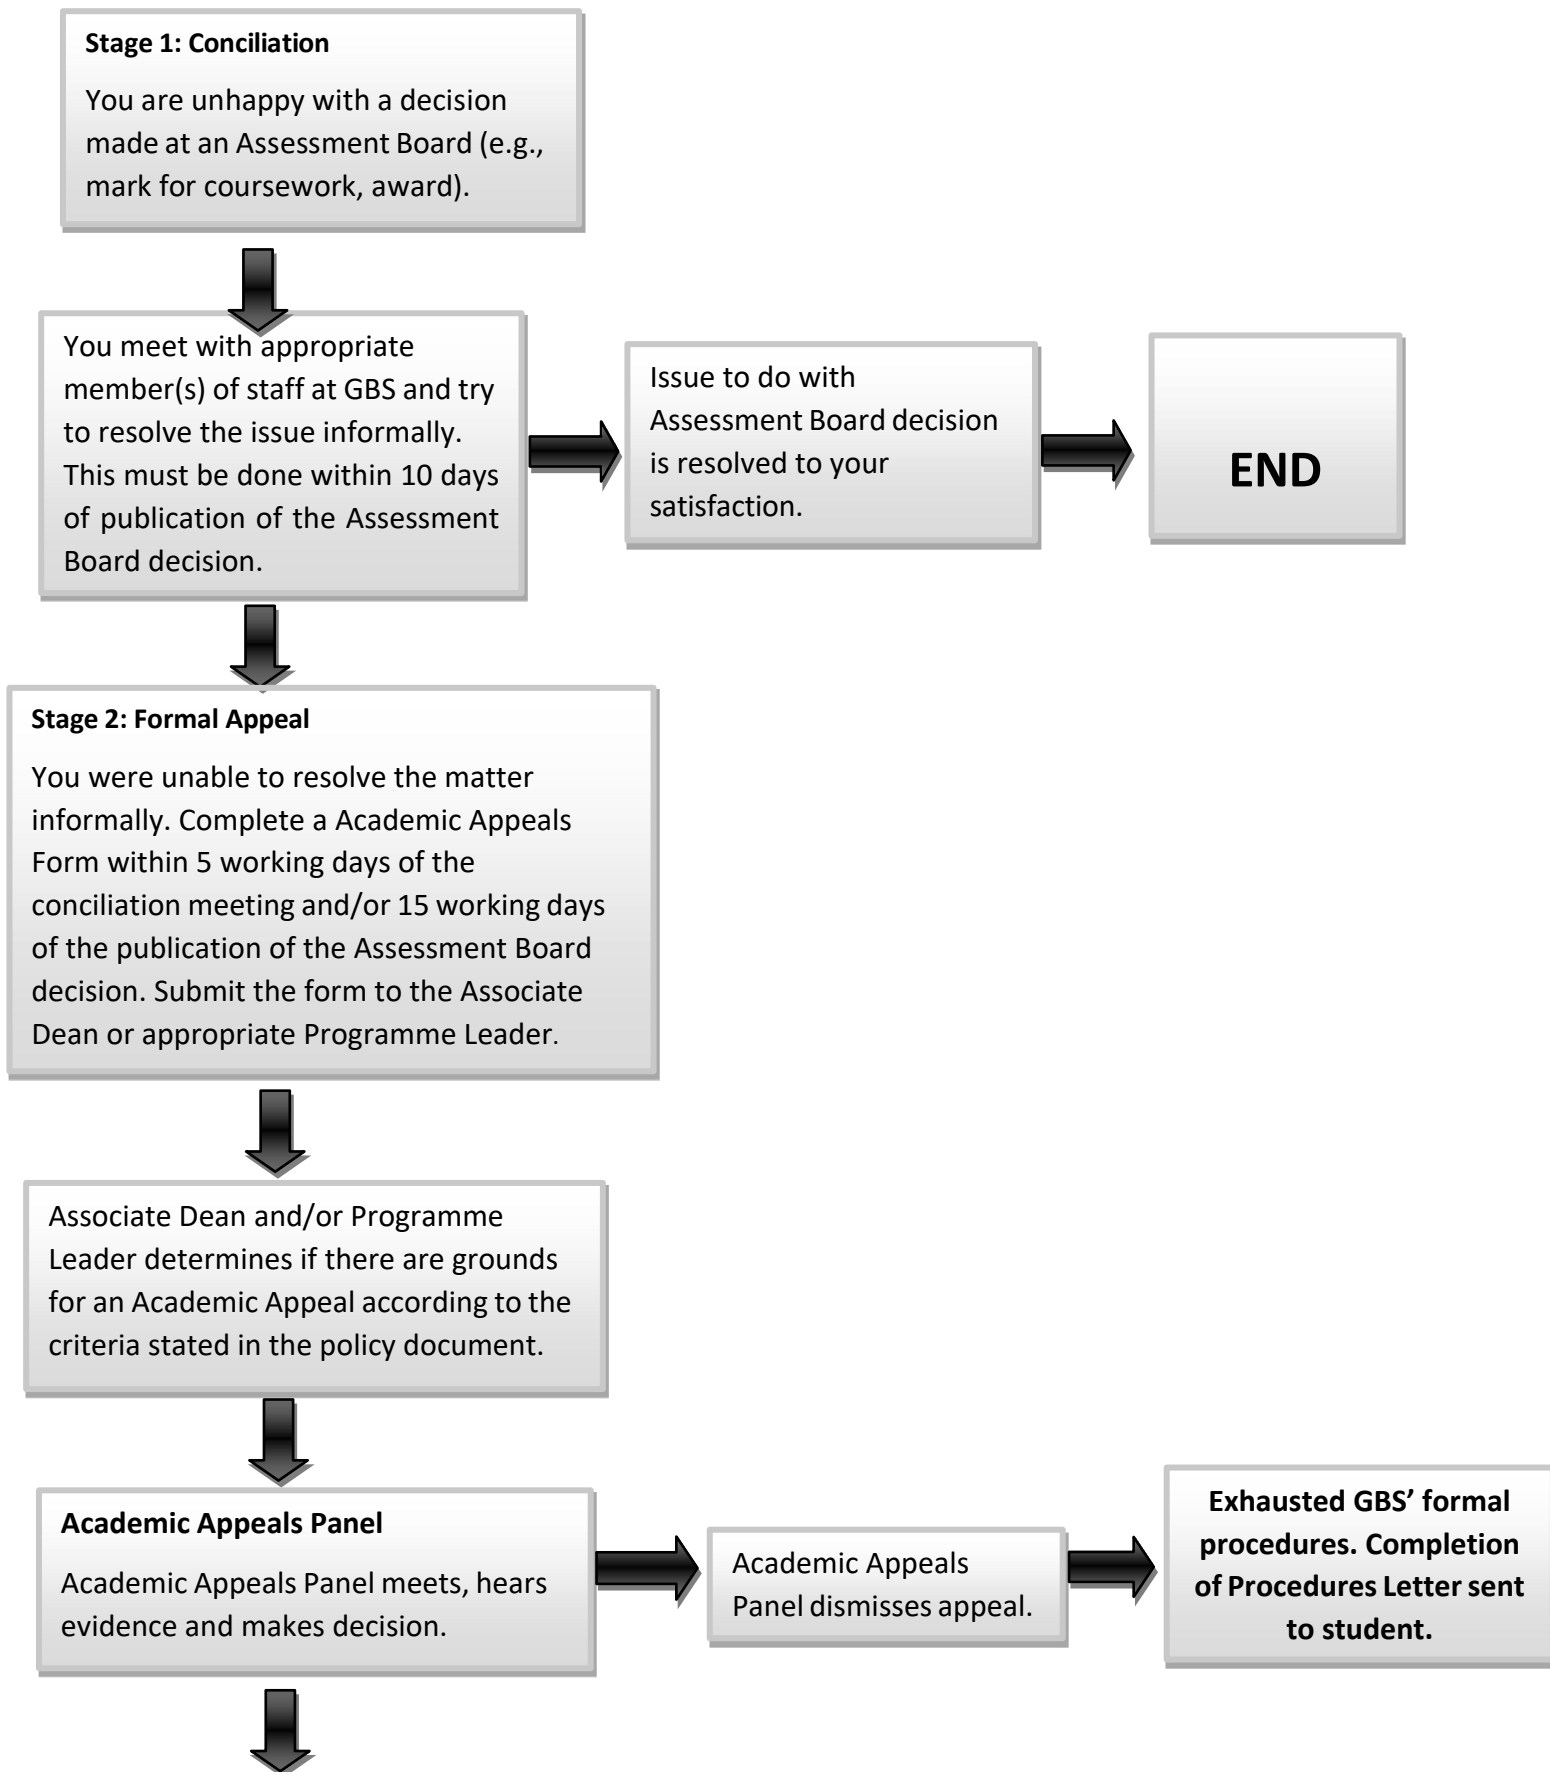 Stage 1: Conciliation
You are unhappy with a decision
made at an Assessment Board (e.g.,
mark for coursework, award).
You meet with appropriate
member(s) of staff at GBS and try
to resolve the issue informally.
This must be done within 10 days
of publication of the Assessment
Board decision.
Issue to do with
Assessment Board decision
is resolved to your
satisfaction.
END
Stage 2: Formal Appeal
You were unable to resolve the matter
informally. Complete a Academic Appeals
Form within 5 working days of the
conciliation meeting and/or 15 working days
of the publication of the Assessment Board
decision. Submit the form to the Associate
Dean or appropriate Programme Leader.
Associate Dean and/or Programme
Leader determines if there are grounds
for an Academic Appeal according to the
criteria stated in the policy document.
Academic Appeals Panel
Academic Appeals Panel meets, hears
evidence and makes decision.
Academic Appeals
Panel dismisses appeal.
Exhausted GBS’ formal
procedures. Completion
of Procedures Letter sent
to student.